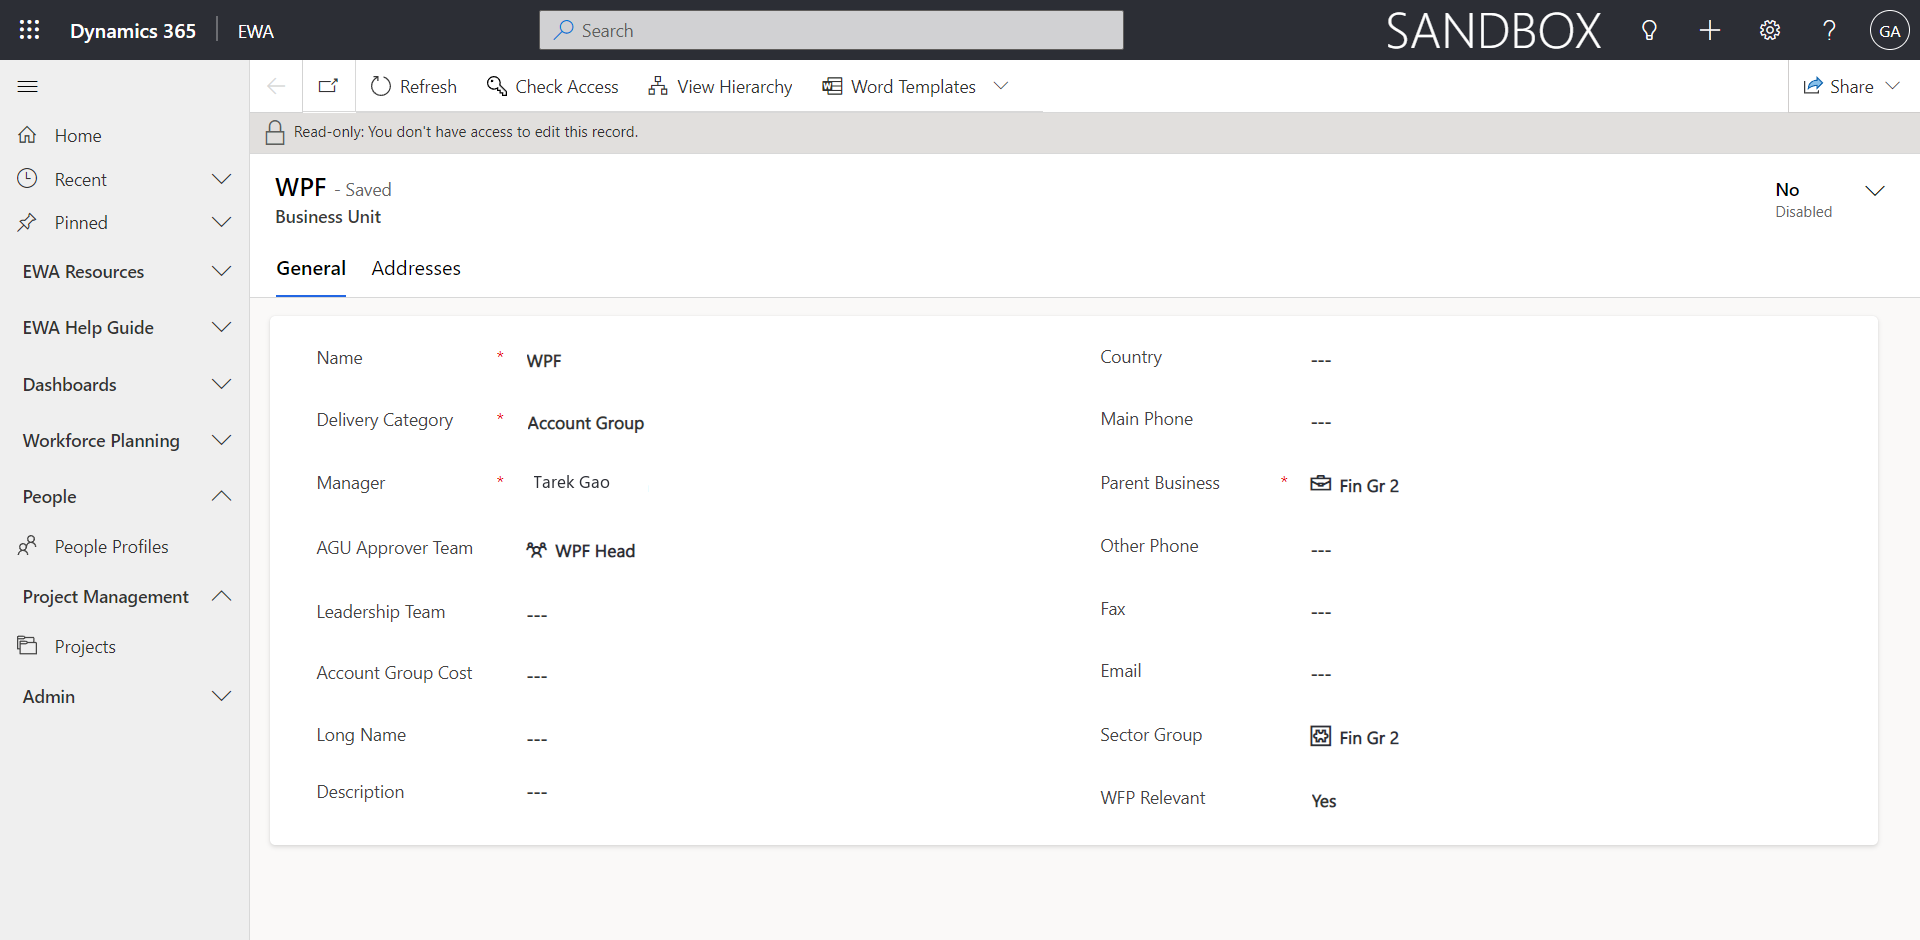 Dynamics 365 EWA Search SANDBOX GA
Refresh Check Access View Hierarchy Word Templates Share
Read-only: You don't have access to edit this record.
Home
Recent
Pinned
EWA Resources
EWA Help Guide
Dashboards
Workforce Planning
People
People Profiles
Project Management
Projects
Admin
WPF - Saved
Business Unit
No
Disabled
General Addresses
Name * WPF
Delivery Category * Account Group
Manager * Tarek Gao
AGU Approver Team WPF Head
Leadership Team ---
Account Group Cost ---
Long Name ---
Description ---
Country ---
Main Phone ---
Parent Business * Fin Gr 2
Other Phone ---
Fax ---
Email ---
Sector Group Fin Gr 2
WFP Relevant Yes